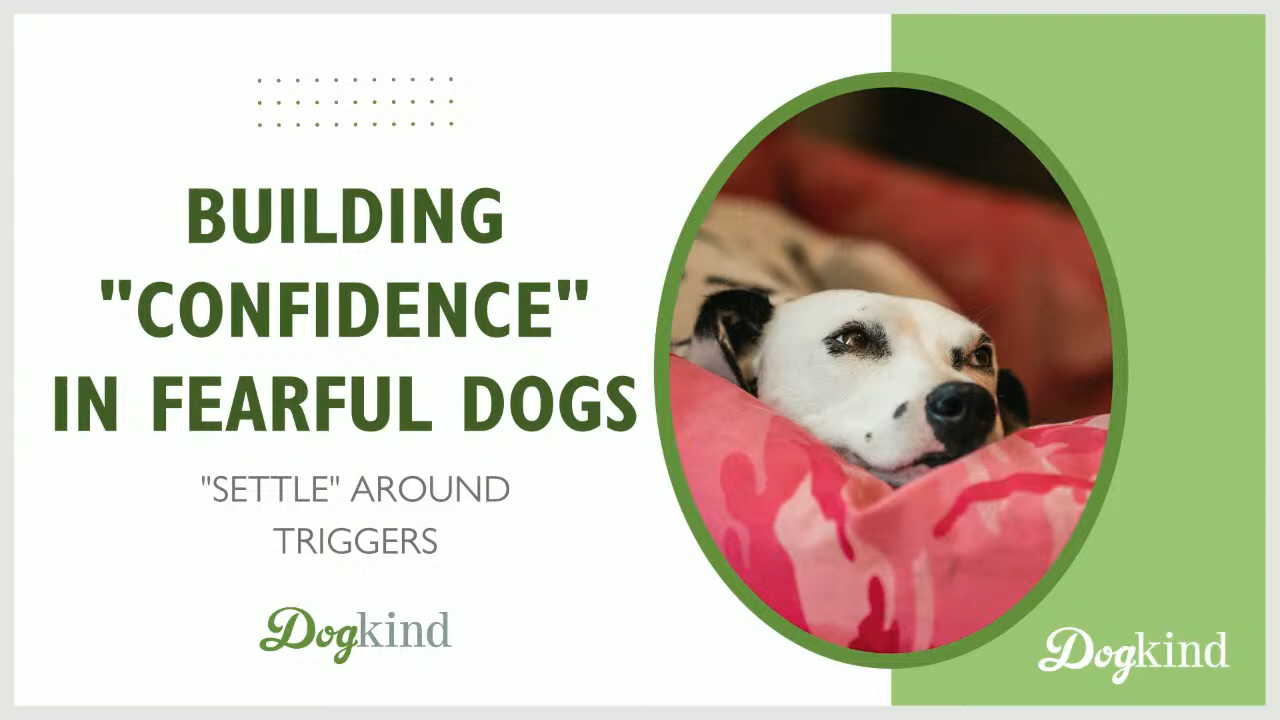 BUILDING
"CONFIDENCE"
IN FEARFUL DOGS
"SETTLE" AROUND
TRIGGERS
Dogkind
Dogkind